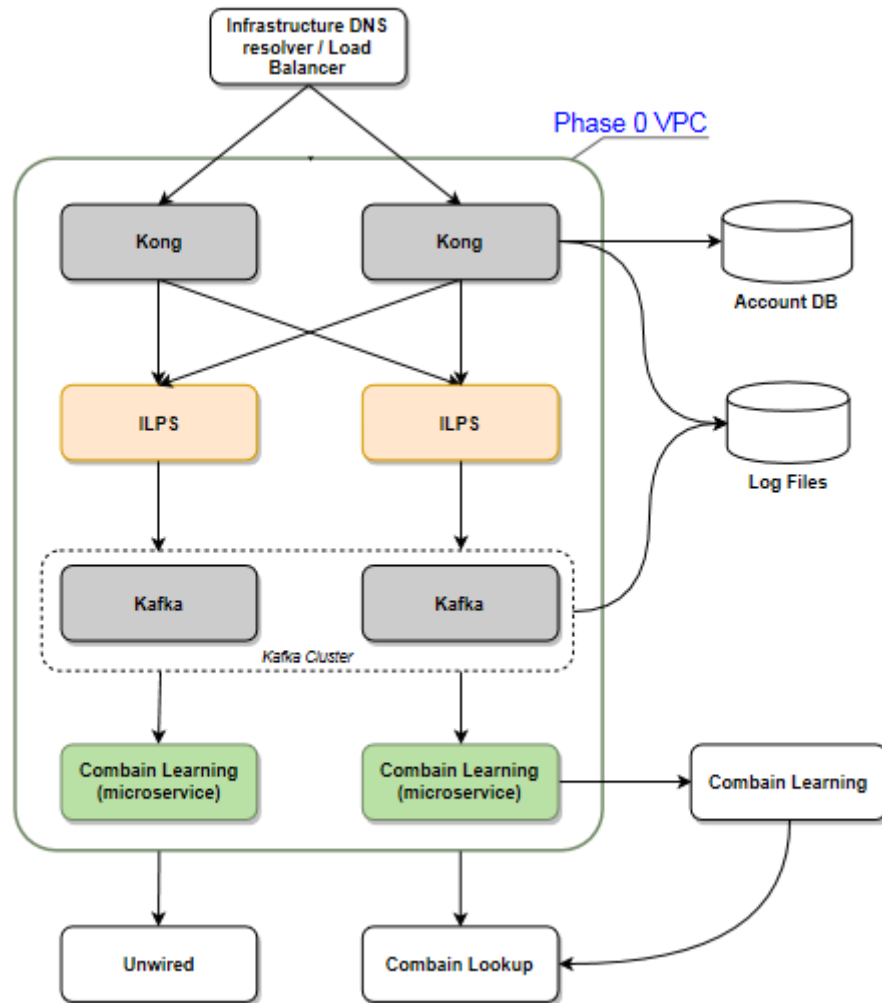 Infrastructure DNS
resolver / Load
Balancer
Phase 0 VPC
Kong
Kong
Account DB
ILPS
ILPS
Log Files
Kafka
Kafka
Kafka Cluster
Combain Learning
(microservice)
Combain Learning
(microservice)
Combain Learning
Unwired
Combain Lookup